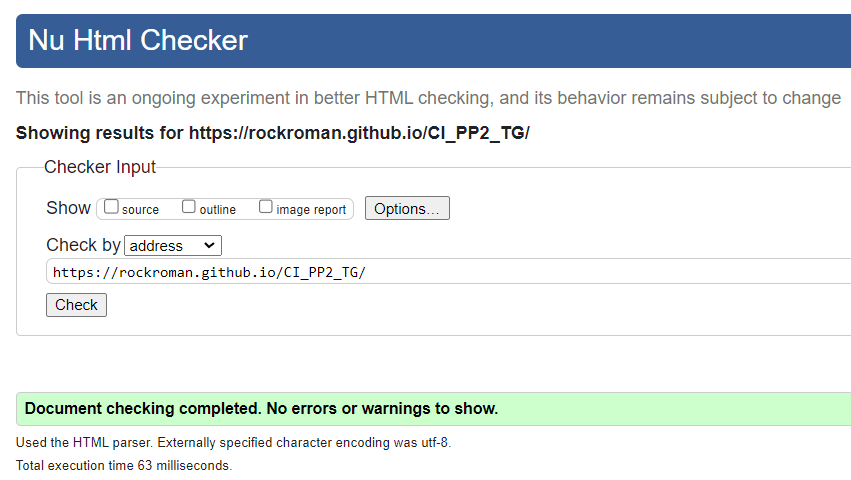 Nu Html Checker
This tool is an ongoing experiment in better HTML checking, and its behavior remains subject to change
Showing results for https://rockroman.github.io/CI_PP2_TG/
Checker Input
Show source outline image report Options...
Check by address
https://rockroman.github.io/CI_PP2_TG/
Check
Document checking completed. No errors or warnings to show.
Used the HTML parser. Externally specified character encoding was utf-8.
Total execution time 63 milliseconds.